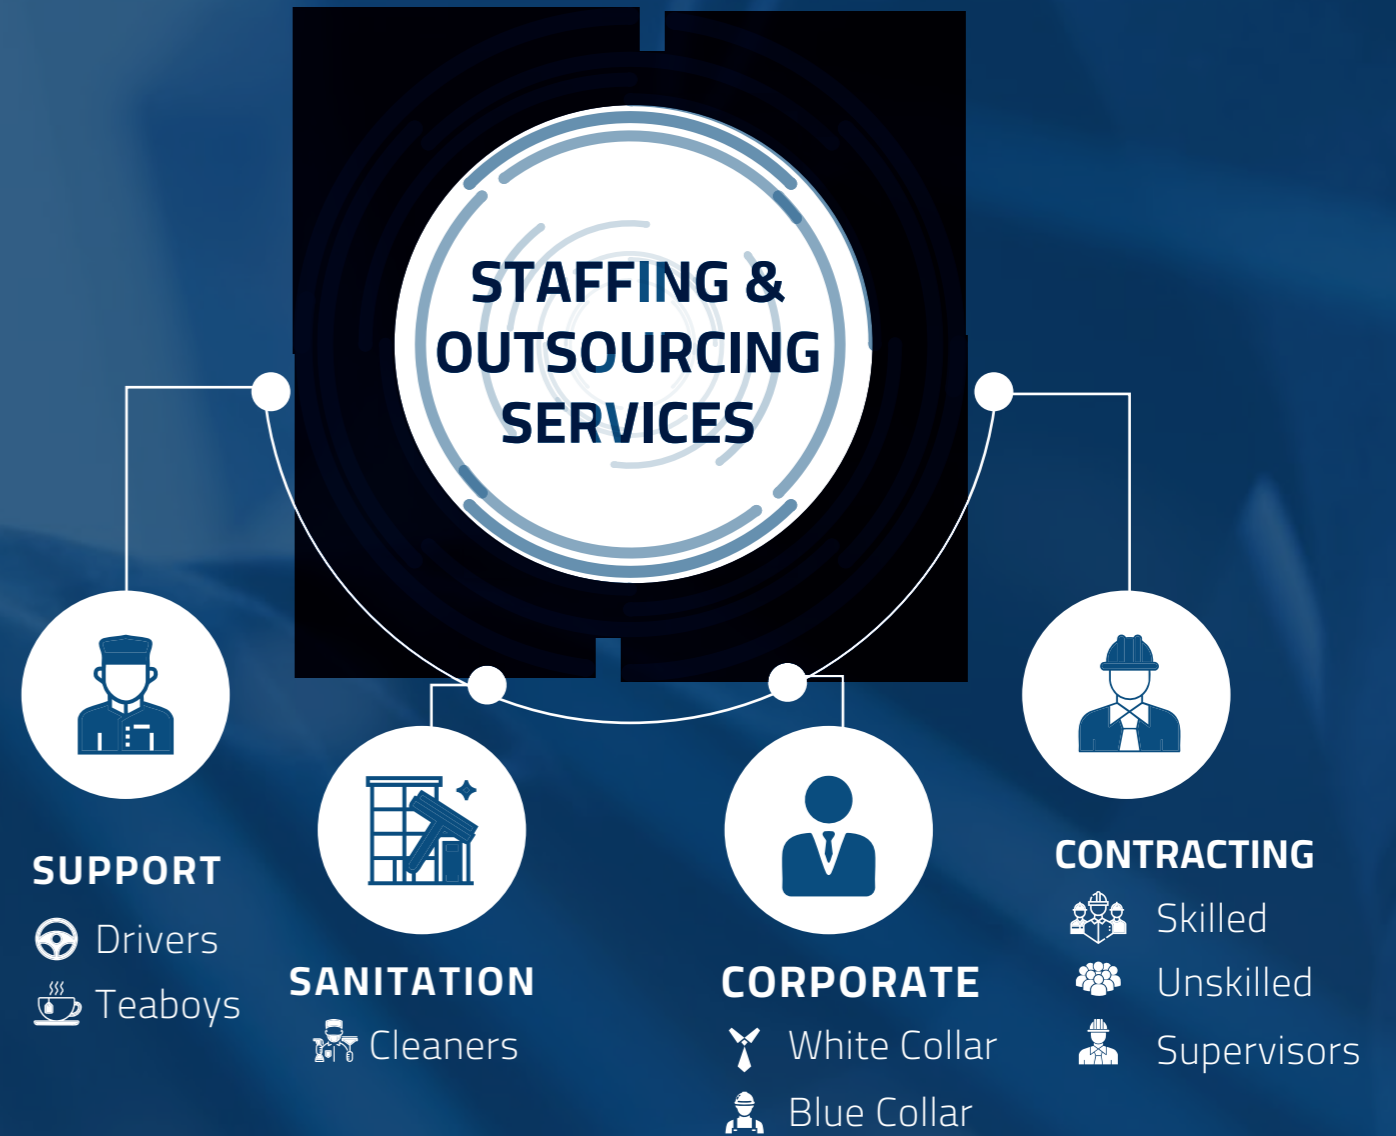 STAFFING &
OUTSOURCING
SERVICES
SUPPORT
Drivers
Teaboys
SANITATION
Cleaners
CORPORATE
White Collar
Blue Collar
CONTRACTING
Skilled
Unskilled
Supervisors